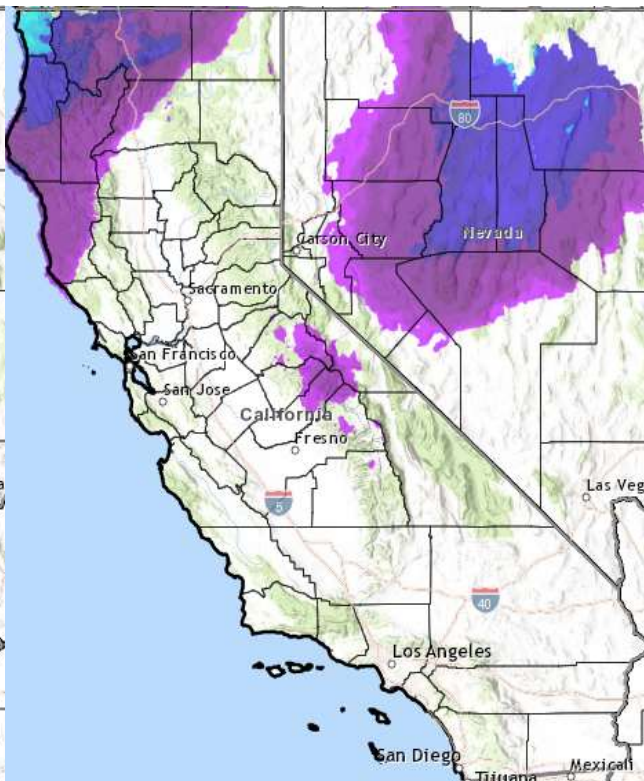 80
Nevada
Carson City
Sacramento
San Francisco
San Jose
California
Fresno
Las Veg
5
40
Los Angeles
San Diego
Tijuana
Mexicali